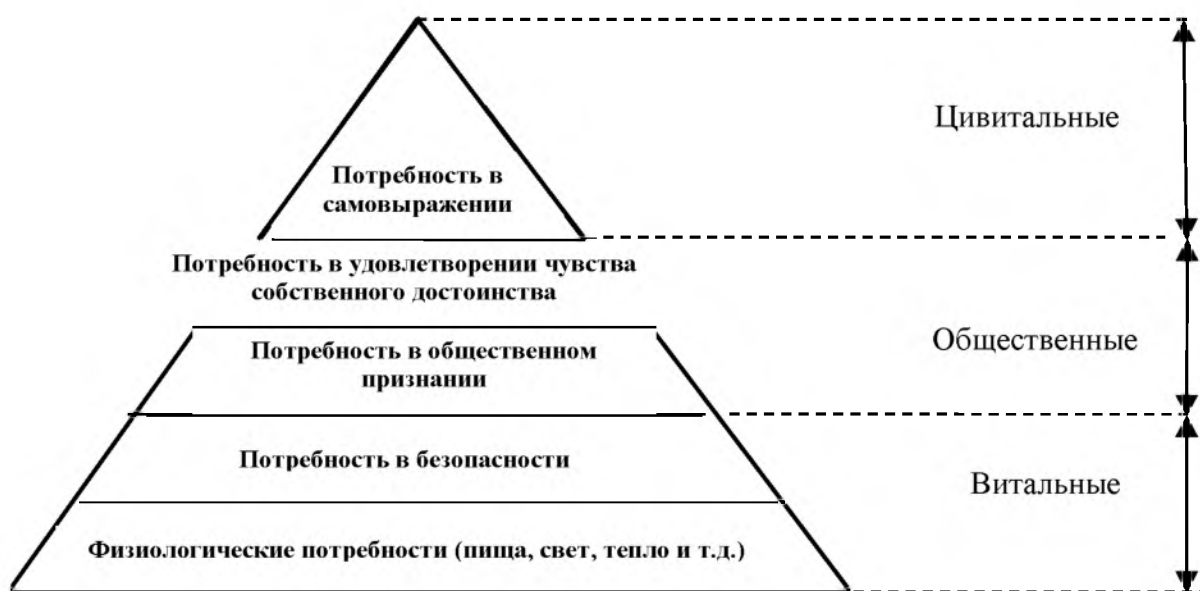 Цивитальные
Потребность в
самовыражении
Потребность в удовлетворении чувства
собственного достоинства
Общественные
Потребность в общественном
признании
Потребность в безопасности
Витальные
Физиологические потребности (пища, свет, тепло и т.д.)